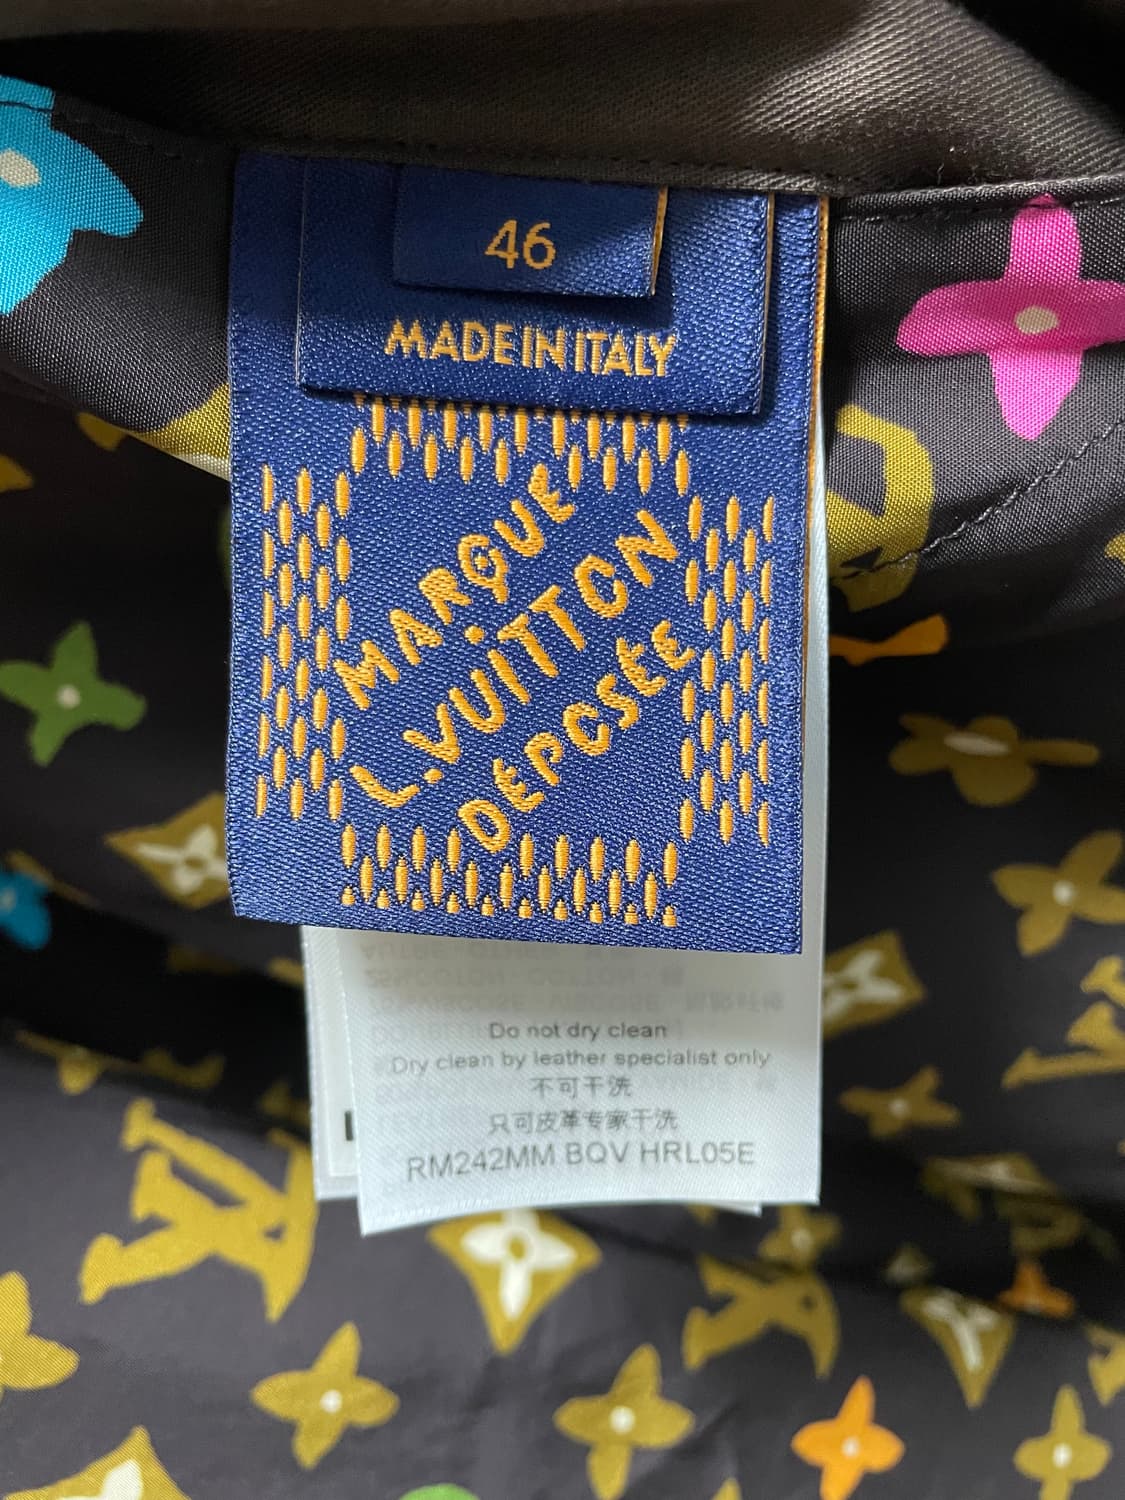 46
MADE IN ITALY
MARQUE
L.VUITTON
DEPOSÉE
Do not dry clean
Dry clean by leather specialist only
不可干洗
只可皮革专家干洗
RM242MM BQV HRL05E